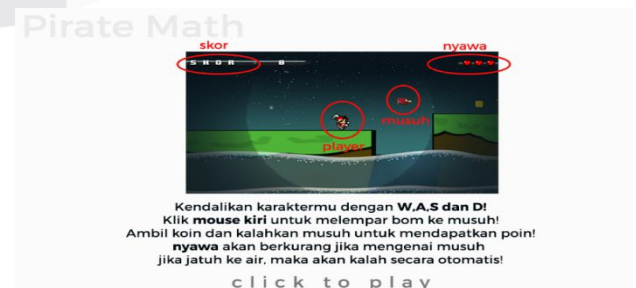 Pirate Math
skor
nyawa
SKOR 0
musuh
player
Kendalikan karaktermu dengan W,A,S dan D!
Klik mouse kiri untuk melempar bom ke musuh!
Ambil koin dan kalahkan musuh untuk mendapatkan poin!
nyawa akan berkurang jika mengenai musuh
jika jatuh ke air, maka akan kalah secara otomatis!
click to play